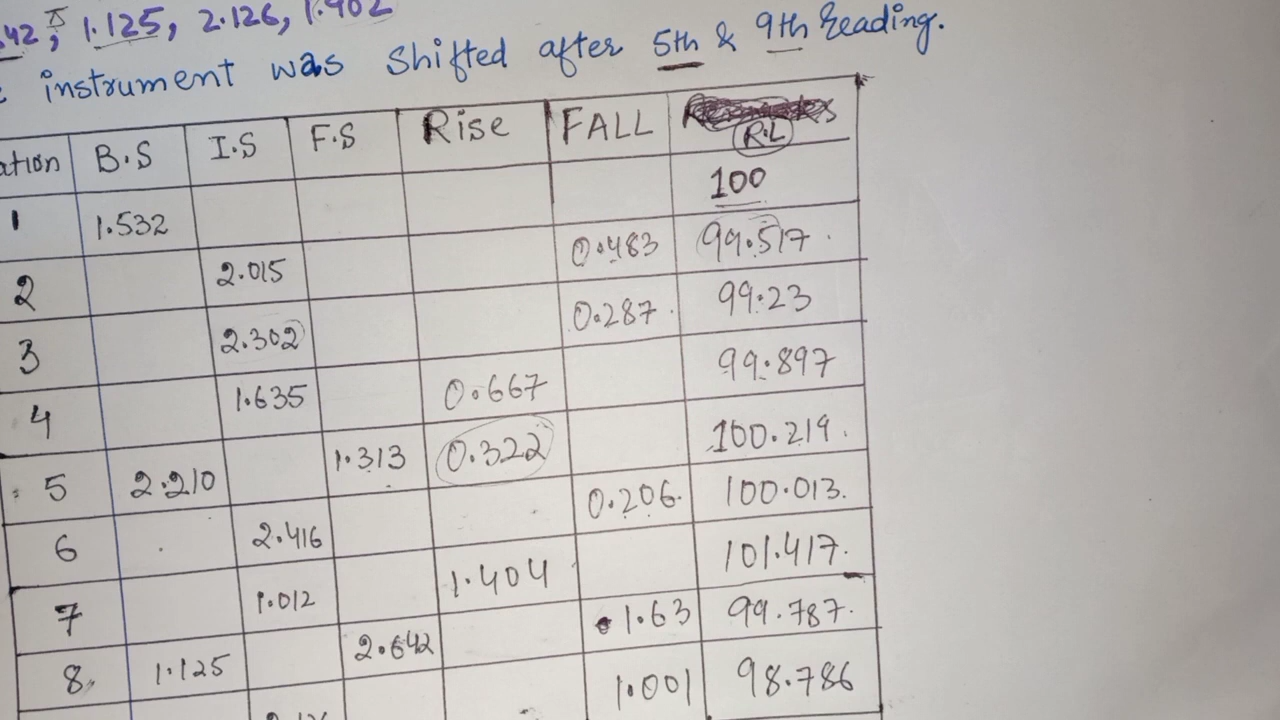 1.125, 2.126, 1.902
instrument was shifted after 5th & 9th Reading.
B.S I.S F.S Rise FALL R.L
1 1.532 100
2 2.015 0.483 99.517
3 2.302 0.287 99.23
4 1.635 0.667 99.897
5 2.210 1.313 0.322 100.219
6 2.416 0.206 100.013
7 1.012 1.404 101.417
8 1.125 2.642 1.63 99.787
1.001 98.786